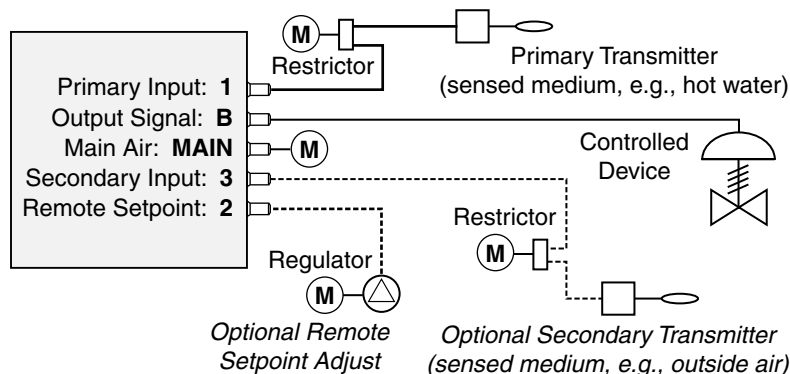 M
Restrictor
Primary Transmitter
(sensed medium, e.g., hot water)
Primary Input: 1
Output Signal: B
Main Air: MAIN
M
Secondary Input: 3
Remote Setpoint: 2
Controlled
Device
Restrictor
M
Regulator
M
Optional Remote
Setpoint Adjust
Optional Secondary Transmitter
(sensed medium, e.g., outside air)